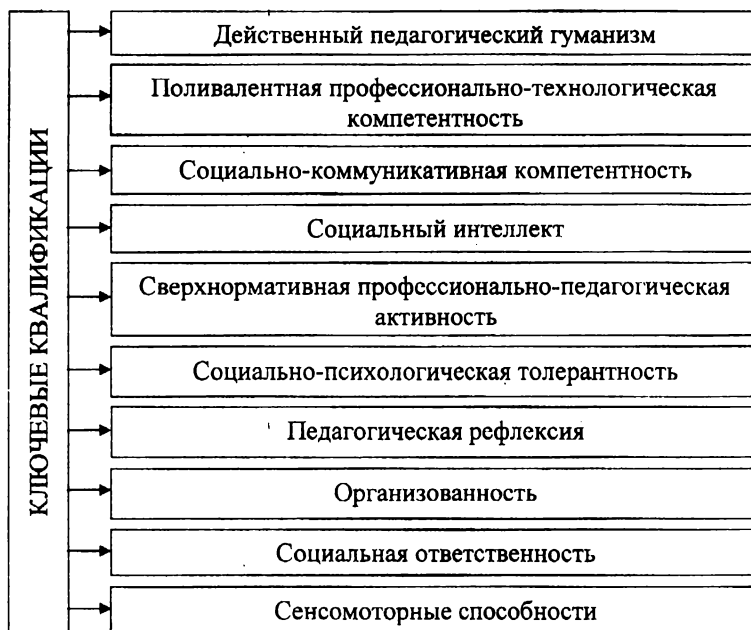 КЛЮЧЕВЫЕ КВАЛИФИКАЦИИ
Действенный педагогический гуманизм
Поливалентная профессионально-технологическая
компетентность
Социально-коммуникативная компетентность
Социальный интеллект
Сверхнормативная профессионально-педагогическая
активность
Социально-психологическая толерантность
Педагогическая рефлексия
Организованность
Социальная ответственность
Сенсомоторные способности